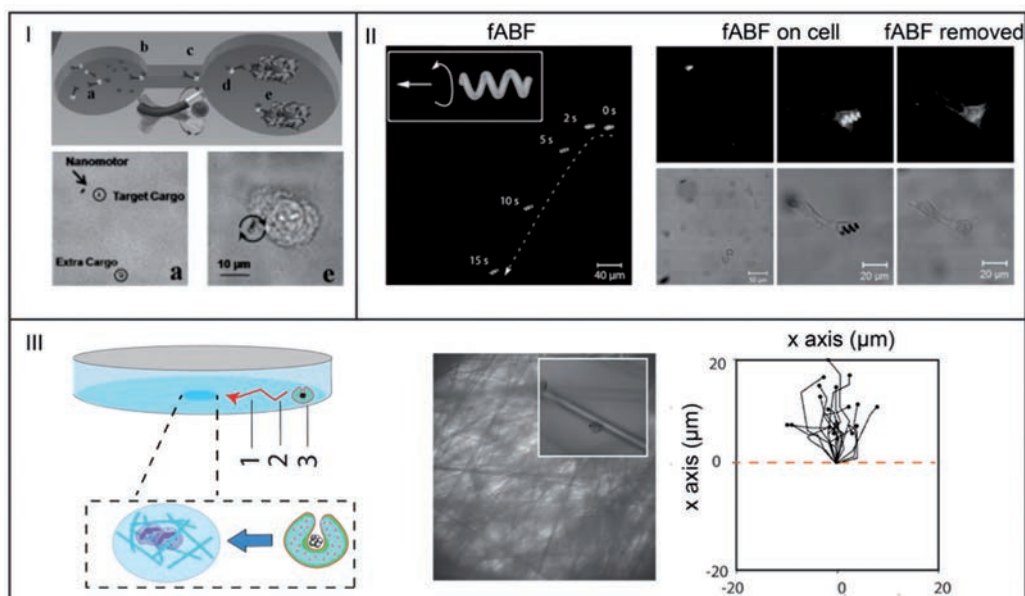 I
b
c
a
d
e
Nanomotor
Target Cargo
Extra Cargo
a
10 µm
e
II
fABF
fABF on cell
fABF removed
0 s
2 s
5 s
10 s
15 s
40 µm
20 µm
20 µm
III
1
2
3
x axis (µm)
x axis (µm)
20
0
-20
-20
0
20